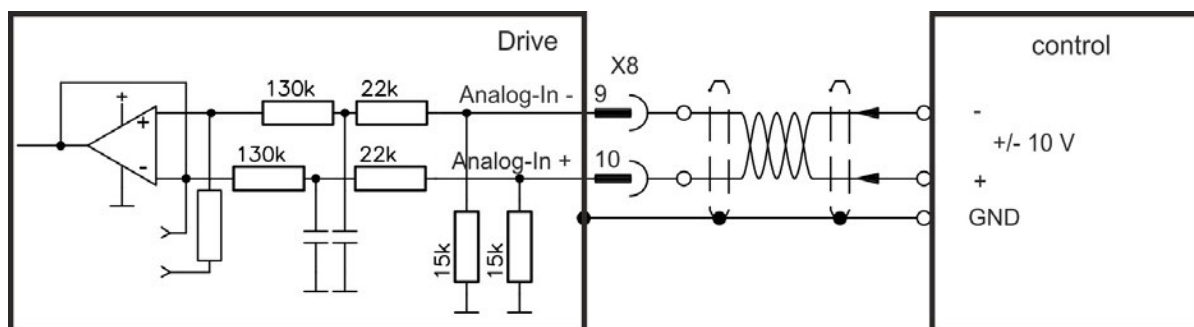 Drive
control
X8
130k
22k
Analog-In -
9
-
+
+
+/- 10 V
-
130k
22k
Analog-In +
10
+
GND
15k
15k